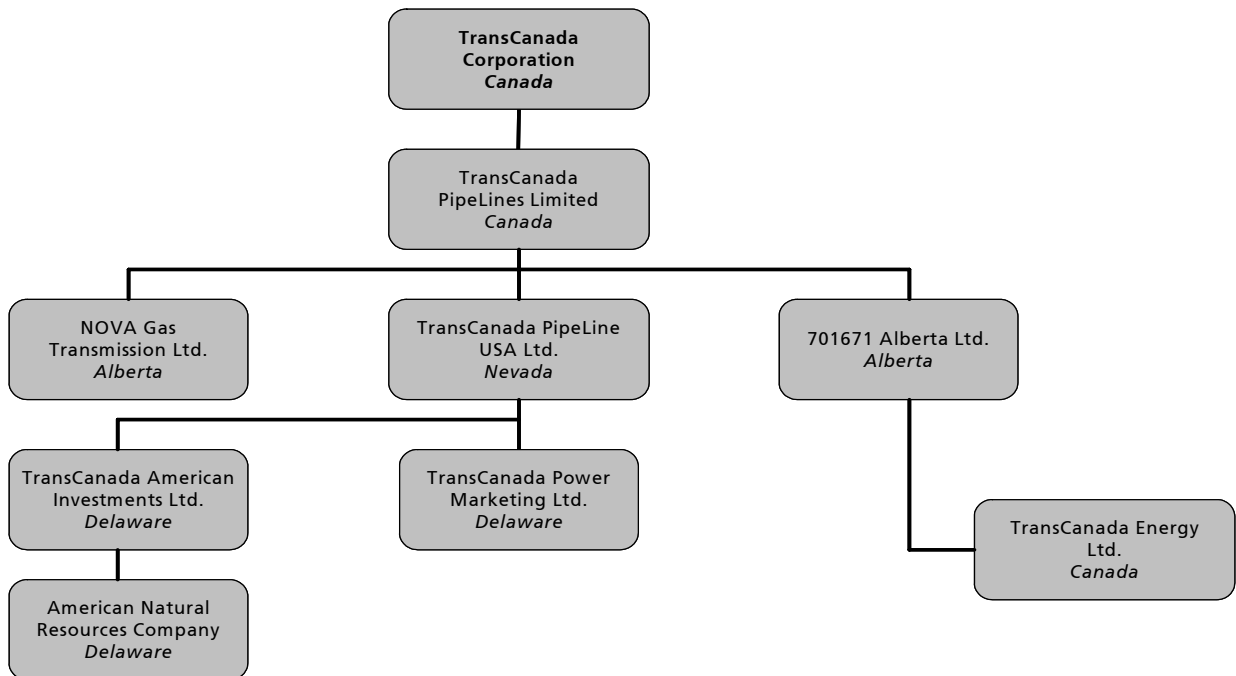 TransCanada
Corporation
Canada
TransCanada
PipeLines Limited
Canada
NOVA Gas
Transmission Ltd.
Alberta
TransCanada PipeLine
USA Ltd.
Nevada
701671 Alberta Ltd.
Alberta
TransCanada American
Investments Ltd.
Delaware
TransCanada Power
Marketing Ltd.
Delaware
TransCanada Energy
Ltd.
Canada
American Natural
Resources Company
Delaware